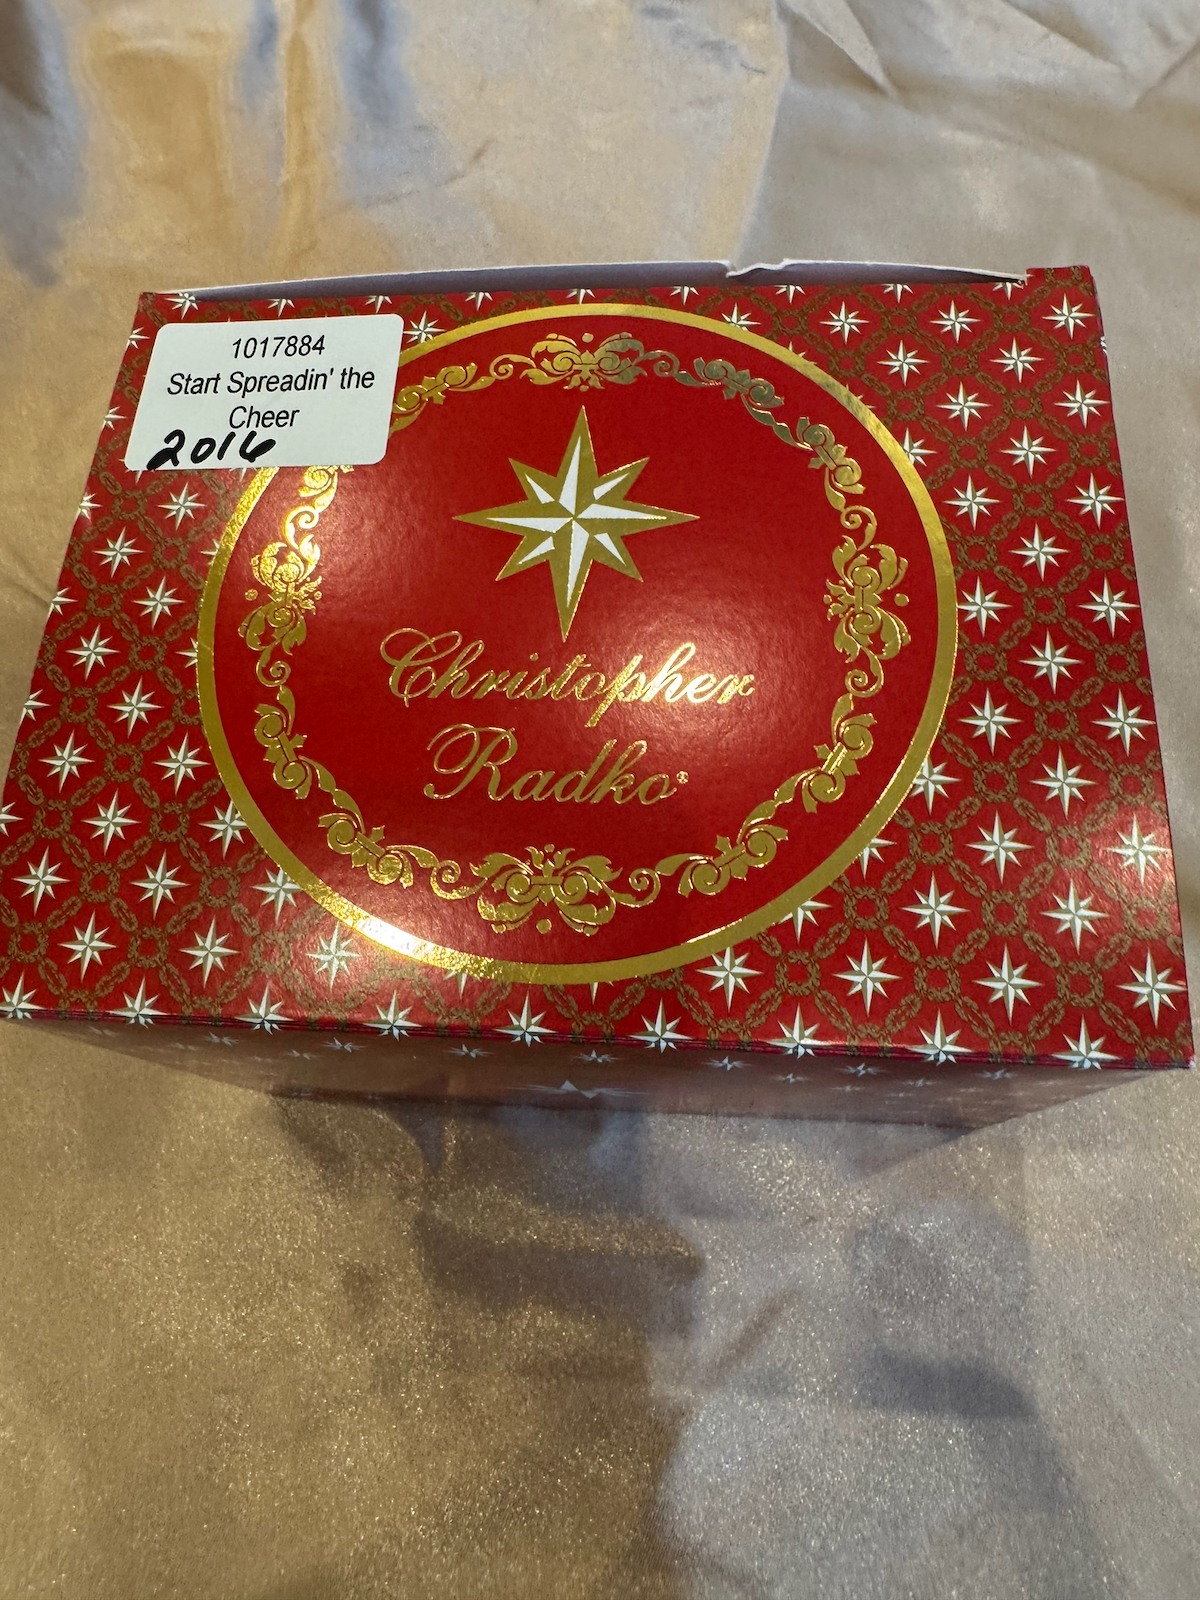 1017884
Start Spreadin' the
Cheer
2016
Christopher
Radko®